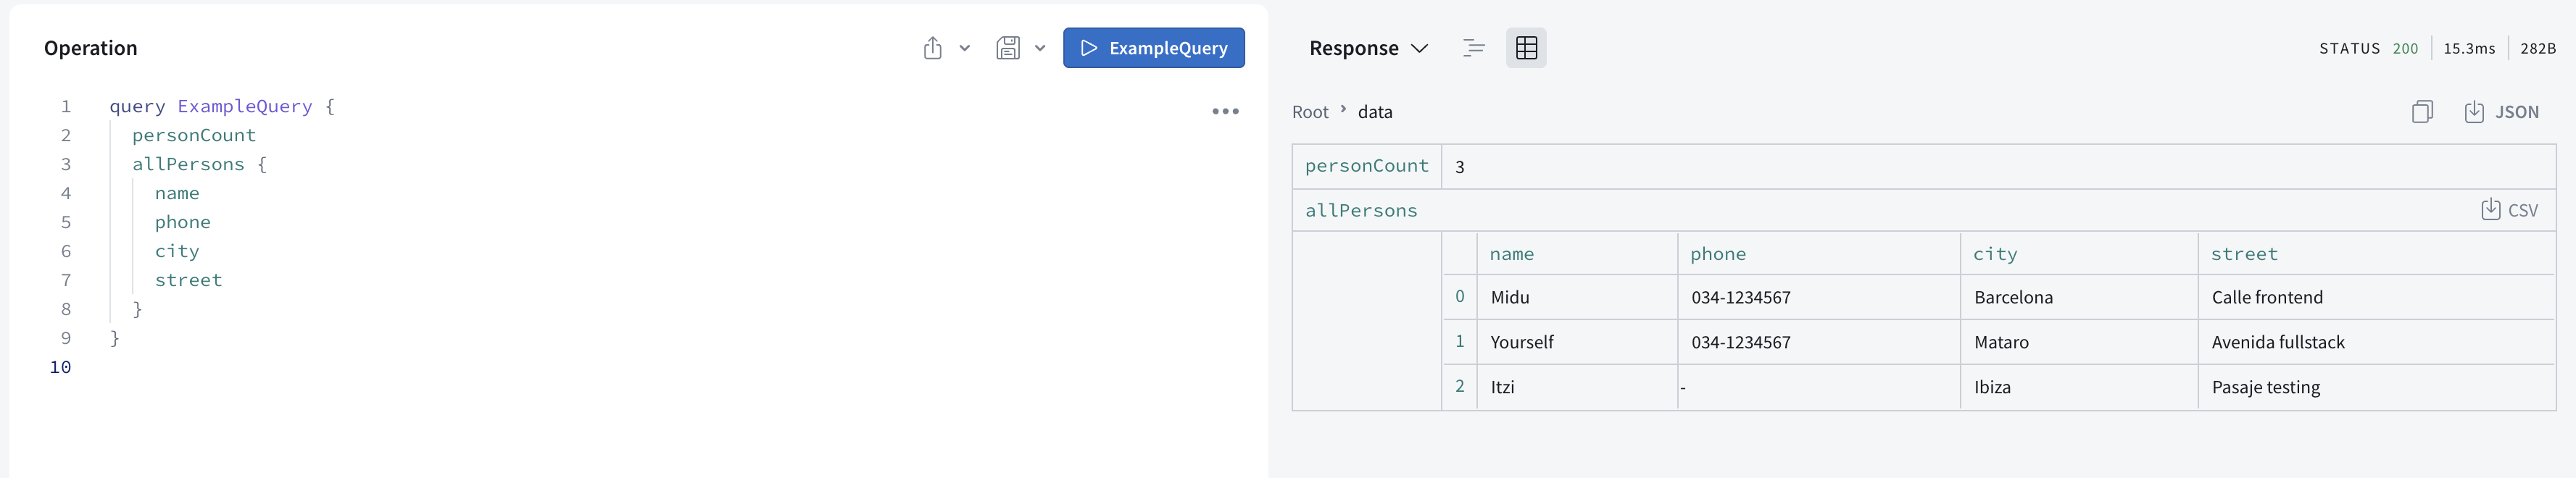 Operation
ExampleQuery
1 query ExampleQuery {
2 personCount
3 allPersons {
4 name
5 phone
6 city
7 street
8 }
9 }
10
Response
STATUS 200 15.3ms 282B
Root › data
JSON
personCount 3
allPersons CSV
name phone city street
0 Midu 034-1234567 Barcelona Calle frontend
1 Yourself 034-1234567 Mataro Avenida fullstack
2 Itzi - Ibiza Pasaje testing